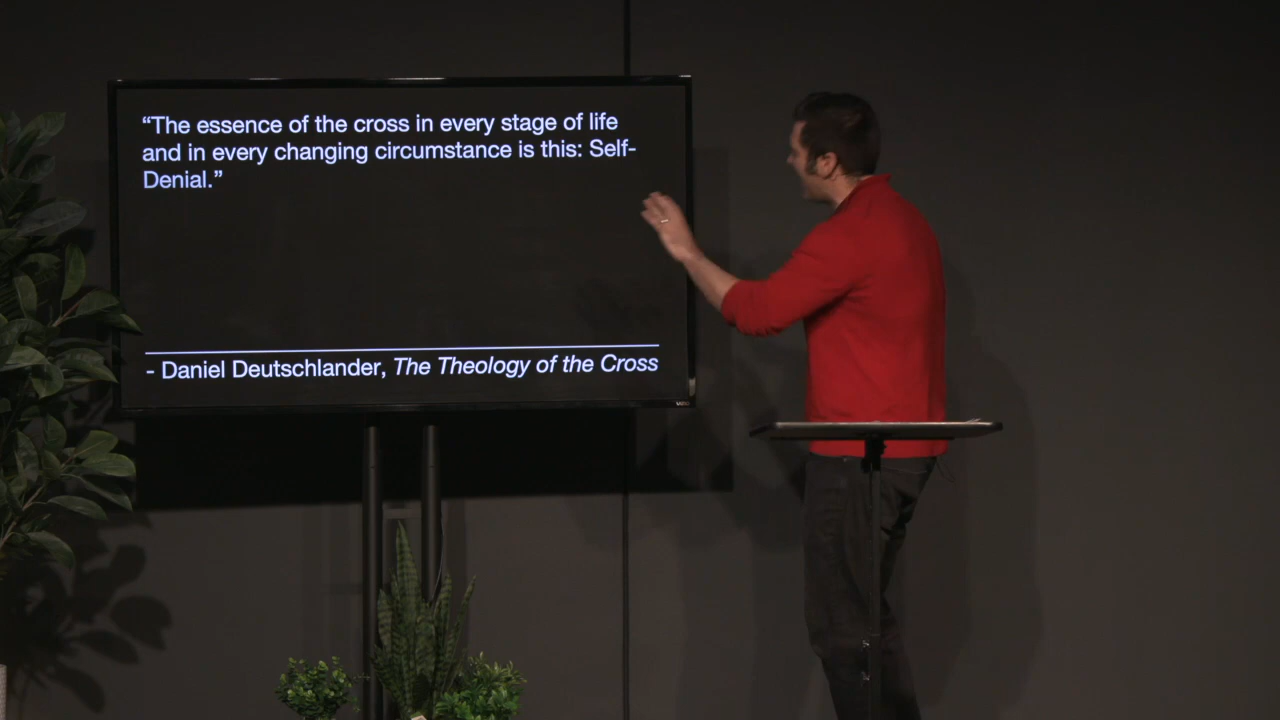 “The essence of the cross in every stage of life
and in every changing circumstance is this: Self-
Denial.”
- Daniel Deutschlander, The Theology of the Cross
VIZIO